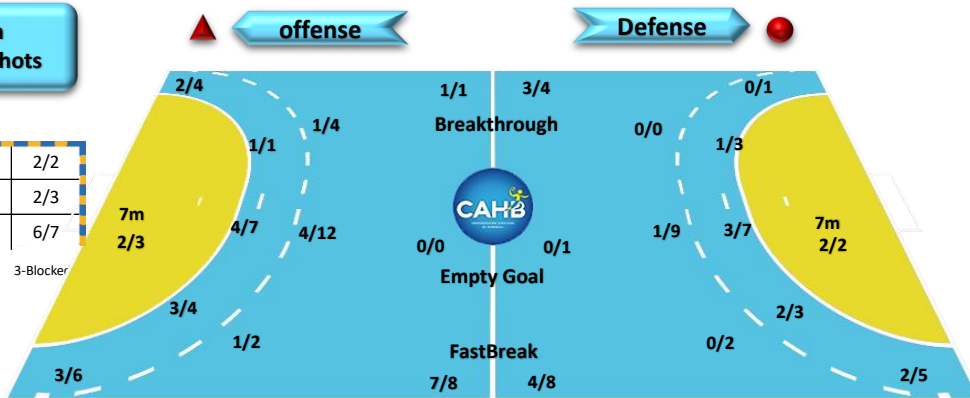 hots
offense
Defense
2/4
1/1
3/4
0/1
1/4
Breakthrough
0/0
1/1
1/3
2/2
2/3
6/7
3-Blocked
7m
2/3
4/7
4/12
CAHB
0/0
0/1
1/9
3/7
7m
2/2
Empty Goal
3/4
2/3
1/2
0/2
FastBreak
3/6
7/8
4/8
2/5